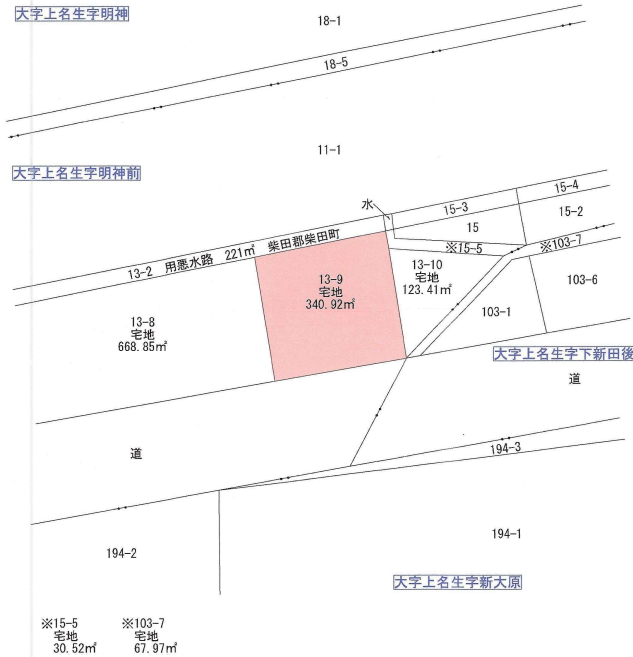 大字上名生字明神
18-1
18-5
11-1
大字上名生字明神前
15-4
15-3
水
15-2
15
13-2 用悪水路 221㎡ 柴田郡柴田町
※15-5
※103-7
13-9
宅地
340.92㎡
13-10
宅地
123.41㎡
103-6
103-1
13-8
宅地
668.85㎡
大字上名生字下新田後
道
道
194-3
194-1
194-2
大字上名生字新大原
※15-5
宅地
30.52㎡
※103-7
宅地
67.97㎡